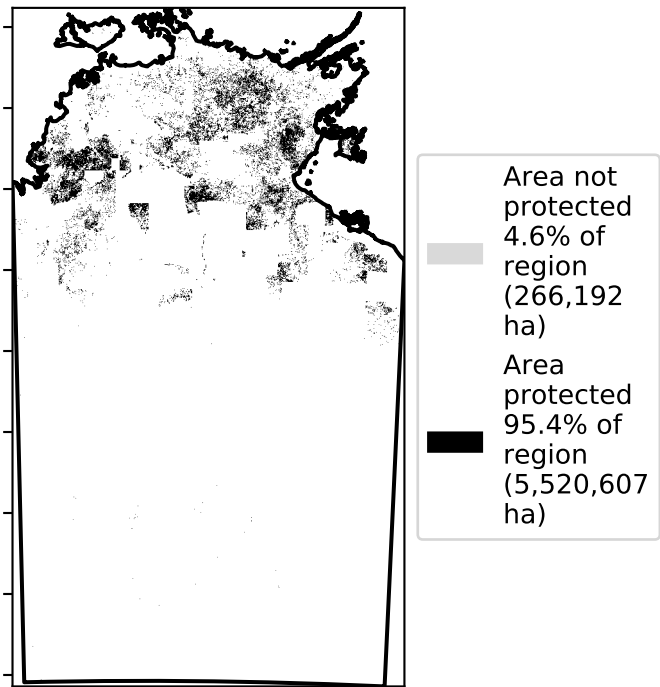 Area not
protected
4.6% of
region
(266,192
ha)
Area
protected
95.4% of
region
(5,520,607
ha)